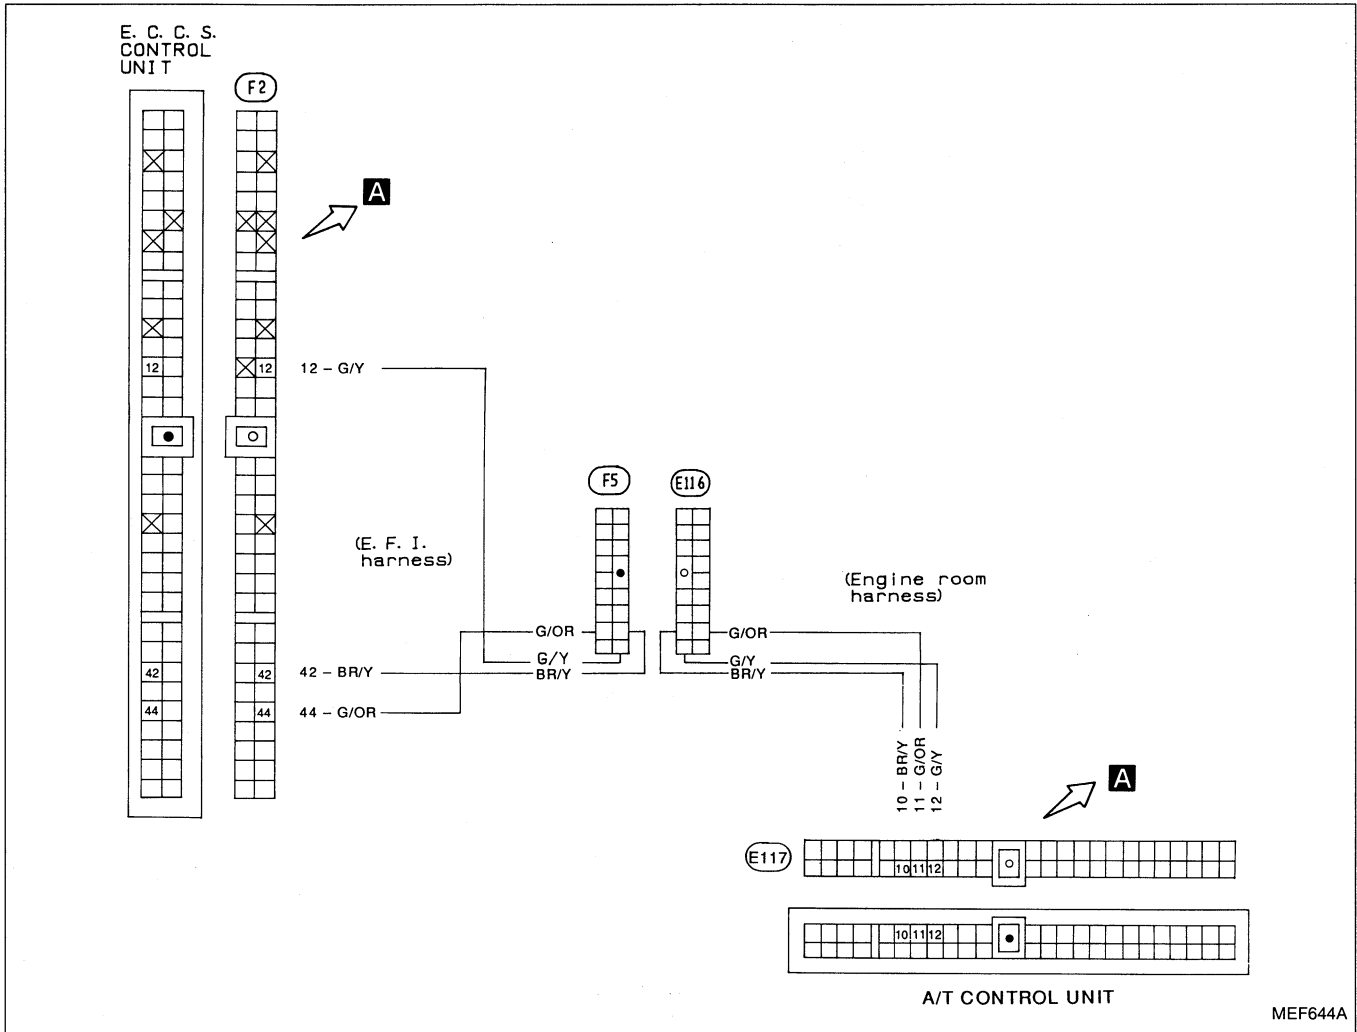 E. C. C. S.
CONTROL
UNIT
F2
A
12
12
12 – G/Y
F5
E116
(E. F. I.
harness)
(Engine room
harness)
G/OR
G/OR
G/Y
G/Y
BR/Y
BR/Y
42
42
42 – BR/Y
44
44
44 – G/OR
10 – BR/Y
11 – G/OR
12 – G/Y
A
E117
10 11 12
10 11 12
A/T CONTROL UNIT
MEF644A